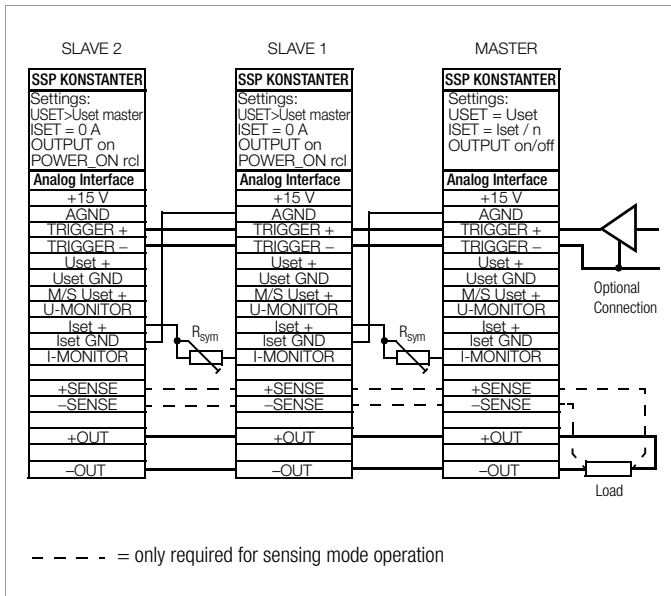 SLAVE 2
SSP KONSTANTER
Settings:
USET>Uset master
ISET = 0 A
OUTPUT on
POWER_ON rcl
Analog Interface
+15 V
AGND
TRIGGER +
TRIGGER –
Uset +
Uset GND
M/S Uset +
U-MONITOR
Iset +
Iset GND
I-MONITOR
+SENSE
–SENSE
+OUT
–OUT
Rsym
SLAVE 1
SSP KONSTANTER
Settings:
USET>Uset master
ISET = 0 A
OUTPUT on
POWER_ON rcl
Analog Interface
+15 V
AGND
TRIGGER +
TRIGGER –
Uset +
Uset GND
M/S Uset +
U-MONITOR
Iset +
Iset GND
I-MONITOR
+SENSE
–SENSE
+OUT
–OUT
Rsym
MASTER
SSP KONSTANTER
Settings:
USET = Uset
ISET = Iset / n
OUTPUT on/off
Analog Interface
+15 V
AGND
TRIGGER +
TRIGGER –
Uset +
Uset GND
M/S Uset +
U-MONITOR
Iset +
Iset GND
I-MONITOR
+SENSE
–SENSE
+OUT
–OUT
Optional
Connection
Load
= only required for sensing mode operation